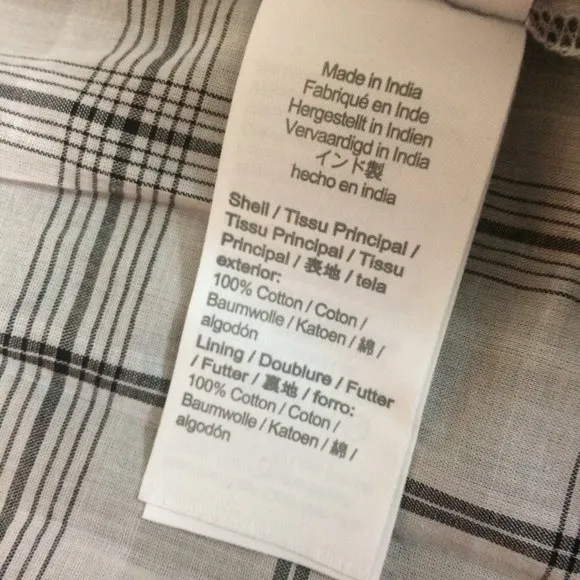 Made in India
Fabriqué en Inde
Hergestellt in Indien
Vervaardigd in India
インド製
hecho en india
Shell / Tissu Principal /
Tissu Principal / Tissu
Principal / 表地 / tela
exterior:
100% Cotton / Coton /
Baumwolle / Katoen / 綿 /
algodón
Lining / Doublure / Futter
/ Futter / 裏地 / forro:
100% Cotton / Coton /
Baumwolle / Katoen / 綿 /
algodón